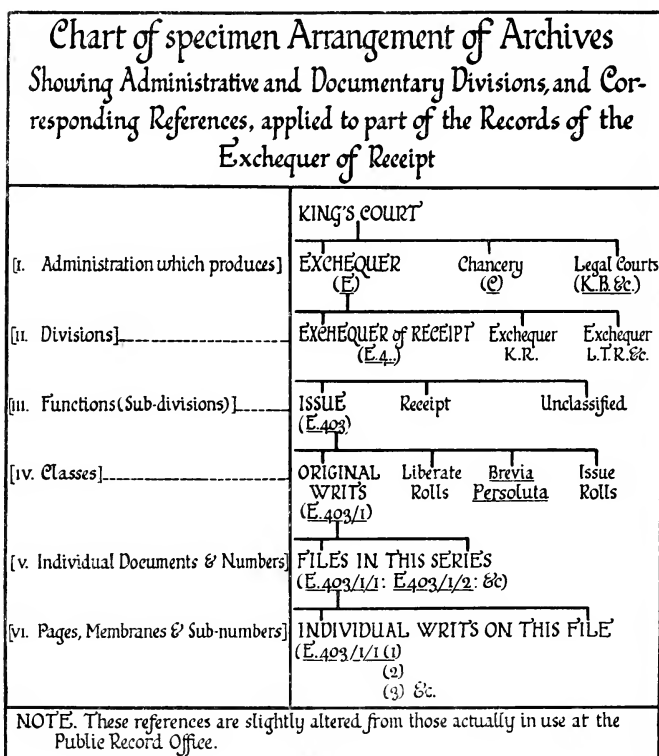 Chart of specimen Arrangement of Archives
Showing Administrative and Documentary Divisions, and Cor-
responding References, applied to part of the Records of the
Exchequer of Receipt
KING'S COURT
[I. Administration which produces] EXCHEQUER Chancery Legal Courts
(E) (C) (K.B. &c.)
[II. Divisions] EXCHEQUER of RECEIPT Exchequer Exchequer
(E.4..) K.R. L.T.R. &c.
[III. Functions (Sub-divisions)] ISSUE Receipt Unclassified
(E.403)
[IV. Classes] ORIGINAL Liberate Brevia Issue
WRITS Rolls Persoluta Rolls
(E.403/1)
[V. Individual Documents & Numbers] FILES IN THIS SERIES
(E.403/1/1: E403/1/2: &c)
[VI. Pages, Membranes & Sub-numbers] INDIVIDUAL WRITS ON THIS FILE
(E.403/1/1 (1)
(2)
(3) &c.
NOTE. These references are slightly altered from those actually in use at the
Public Record Office.